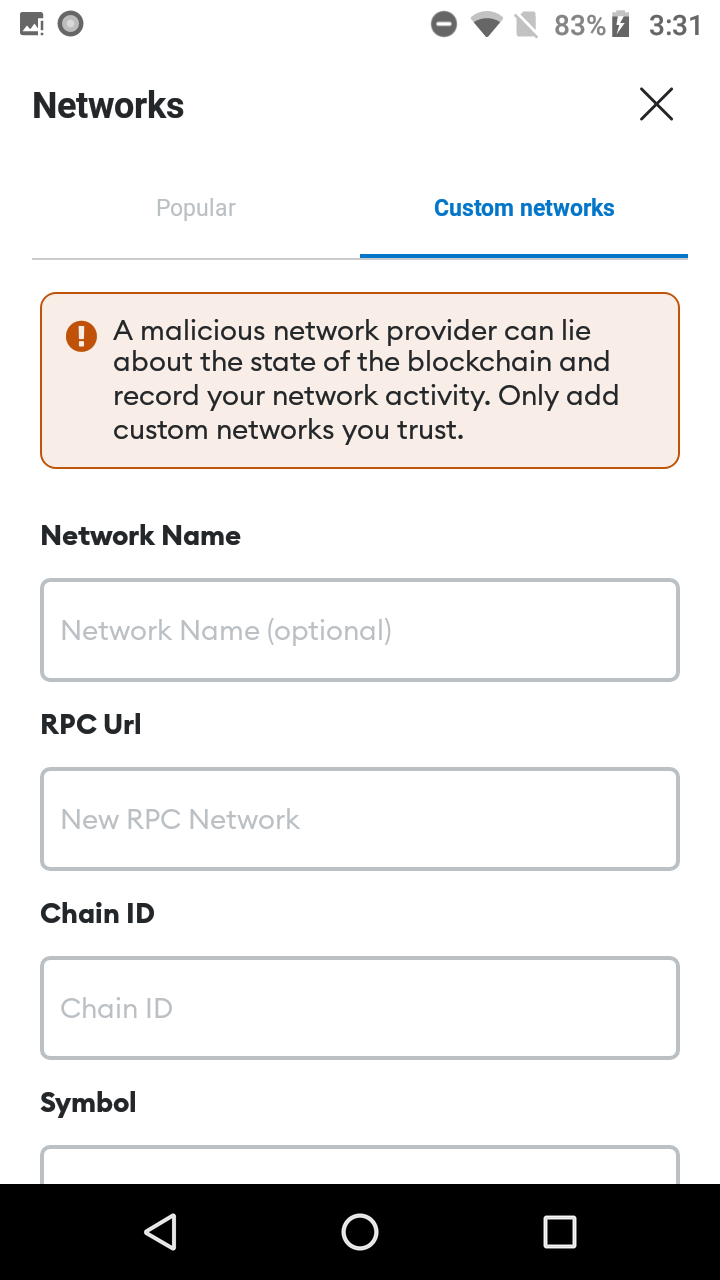 83% 3:31
Networks
Popular
Custom networks
A malicious network provider can lie
about the state of the blockchain and
record your network activity. Only add
custom networks you trust.
Network Name
Network Name (optional)
RPC Url
New RPC Network
Chain ID
Chain ID
Symbol